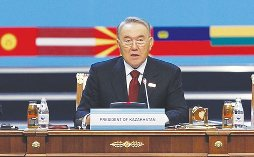 PRESIDENT OF KAZAKHSTAN